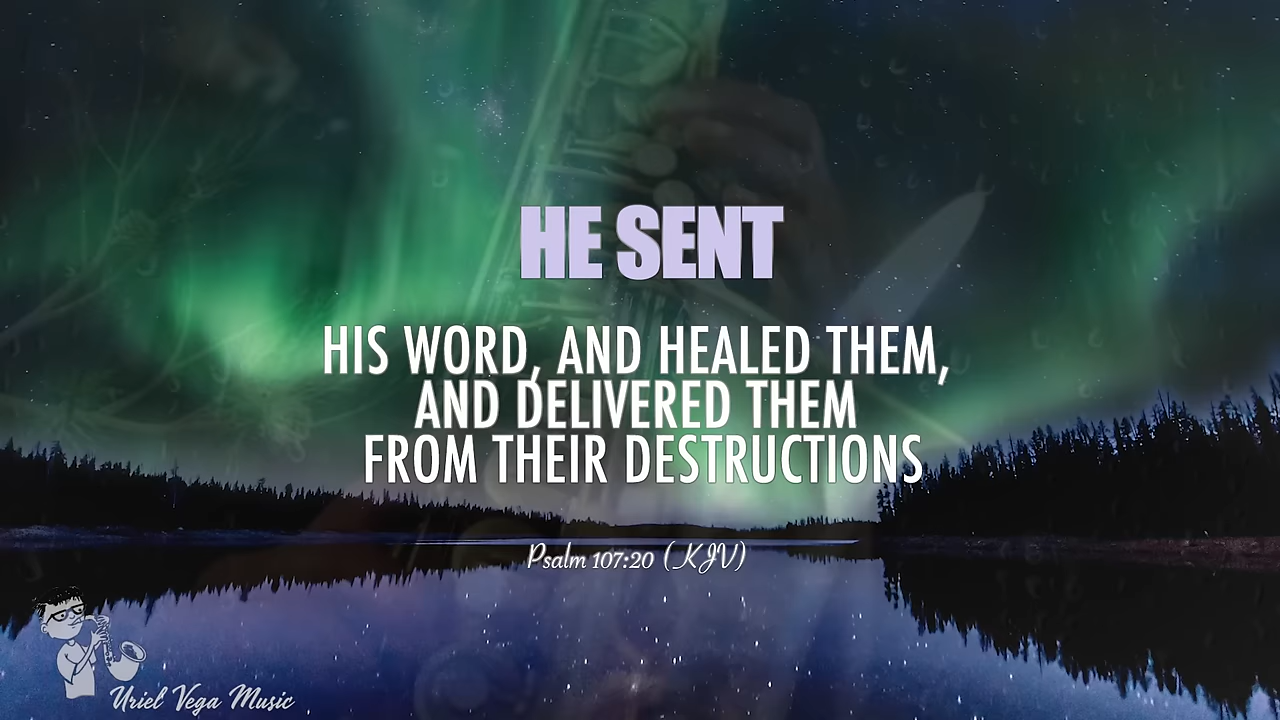 HE SENT
HIS WORD, AND HEALED THEM,
AND DELIVERED THEM
FROM THEIR DESTRUCTIONS
Psalm 107:20 (KJV)
Uriel Vega Music